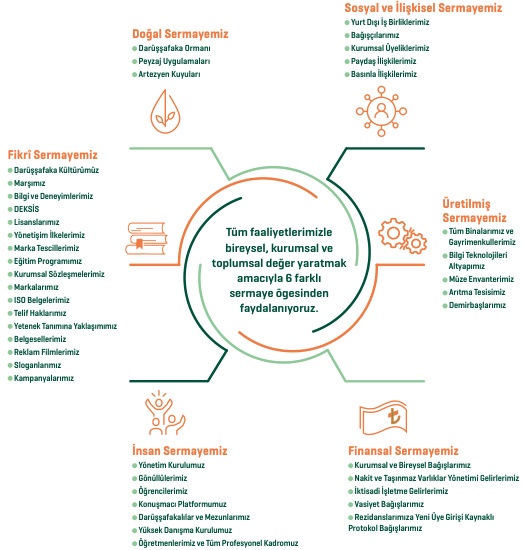 Doğal Sermayemiz
Darüşşafaka Ormanı
Peyzaj Uygulamaları
Artezyen Kuyuları
Sosyal ve İlişkisel Sermayemiz
Yurt Dışı İş Birliklerimiz
Bağışçılarımız
Kurumsal Üyeliklerimiz
Paydaş İlişkilerimiz
Basınla İlişkilerimiz
Fikrî Sermayemiz
Darüşşafaka Kültürümüz
Marşımız
Bilgi ve Deneyimlerimiz
DEKSİS
Lisanslarımız
Yönetişim İlkelerimiz
Marka Tescillerimiz
Eğitim Programımız
Kurumsal Sözleşmelerimiz
Markalarımız
ISO Belgelerimiz
Telif Haklarımız
Yetenek Tanımına Yaklaşımımız
Belgesellerimiz
Reklam Filmlerimiz
Sloganlarımız
Kampanyalarımız
Tüm faaliyetlerimizle
bireysel, kurumsal ve
toplumsal değer yaratmak
amacıyla 6 farklı
sermaye ögesinden
faydalanıyoruz.
Üretilmiş
Sermayemiz
Tüm Binalarımız ve
Gayrimenkullerimiz
Bilgi Teknolojileri
Altyapımız
Müze Envanterimiz
Arıtma Tesisimiz
Demirbaşlarımız
İnsan Sermayemiz
Yönetim Kurulumuz
Gönüllülerimiz
Öğrencilerimiz
Konuşmacı Platformumuz
Darüşşafakalılar ve Mezunlarımız
Yüksek Danışma Kurulumuz
Öğretmenlerimiz ve Tüm Profesyonel Kadromuz
Finansal Sermayemiz
Kurumsal ve Bireysel Bağışlarımız
Nakit ve Taşınmaz Varlıklar Yönetimi Gelirlerimiz
İktisadi İşletme Gelirlerimiz
Vasiyet Bağışlarımız
Rezidanslarımıza Yeni Üye Girişi Kaynaklı
Protokol Bağışlarımız